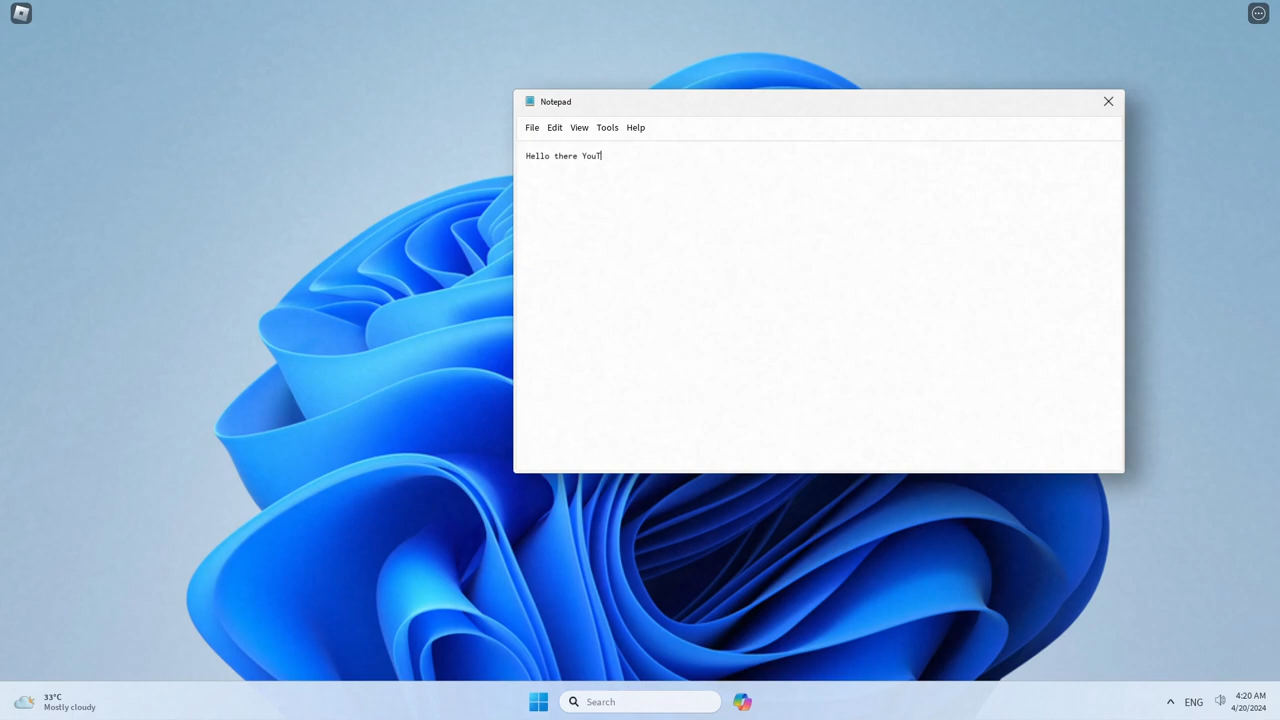 Notepad
File Edit View Tools Help
Hello there YouT
33°C
Mostly cloudy
Search
ENG
4:20 AM
4/20/2024